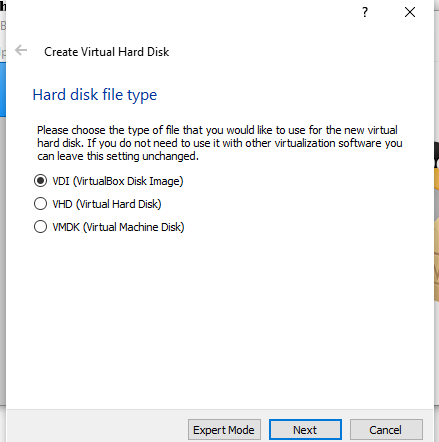 ?
Create Virtual Hard Disk
Hard disk file type
Please choose the type of file that you would like to use for the new virtual
hard disk. If you do not need to use it with other virtualization software you
can leave this setting unchanged.
VDI (VirtualBox Disk Image)
VHD (Virtual Hard Disk)
VMDK (Virtual Machine Disk)
Expert Mode Next Cancel